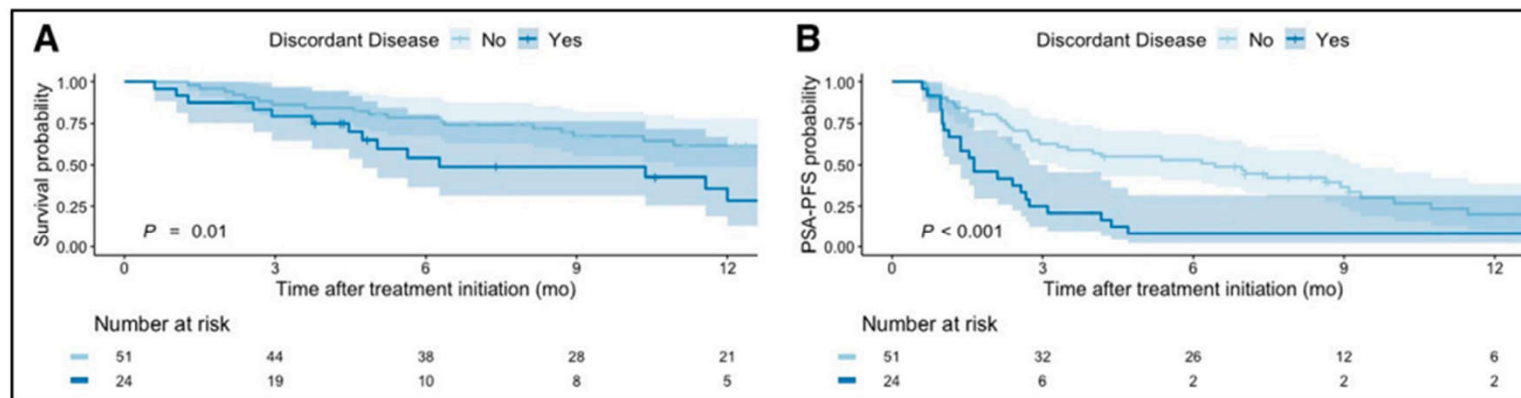 A
Discordant Disease No Yes
Survival probability
1.00
0.75
0.50
0.25
0.00
P = 0.01
0 3 6 9 12
Time after treatment initiation (mo)
Number at risk
51 44 38 28 21
24 19 10 8 5
B
Discordant Disease No Yes
PSA-PFS probability
1.00
0.75
0.50
0.25
0.00
P < 0.001
0 3 6 9 12
Time after treatment initiation (mo)
Number at risk
51 32 26 12 6
24 6 2 2 2